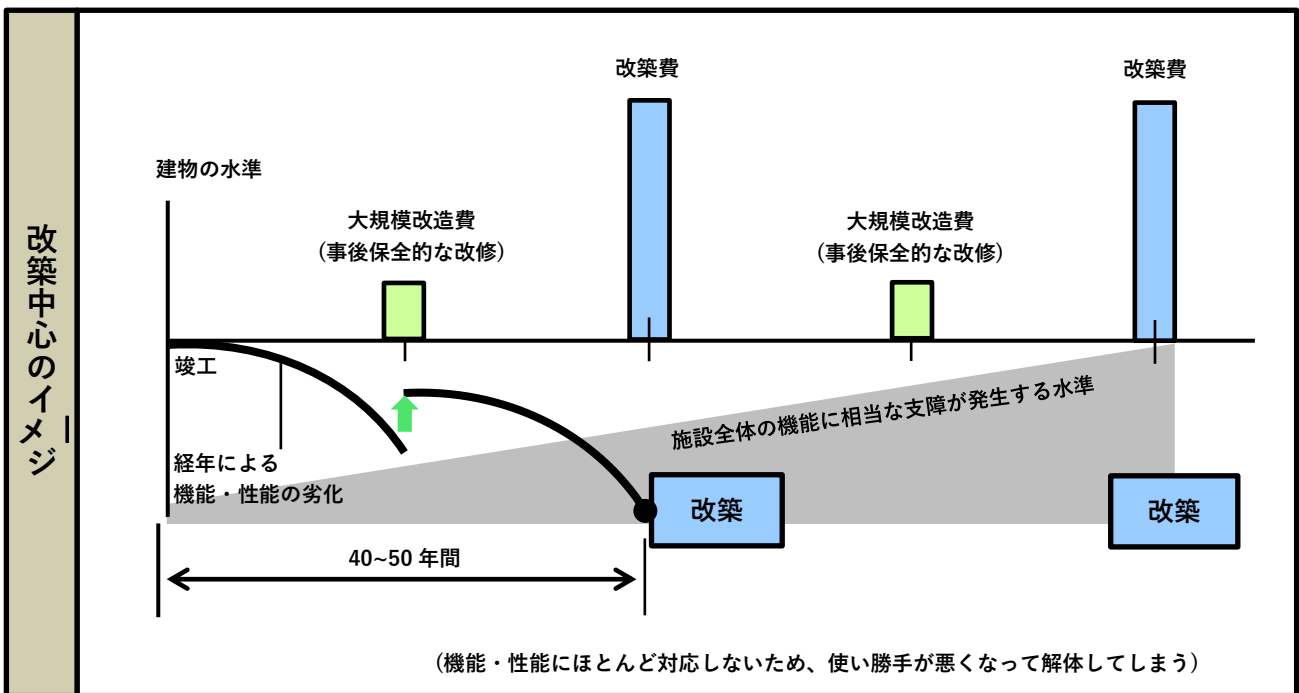 改築中心のイメージ
改築費
改築費
建物の水準
大規模改造費
(事後保全的な改修)
大規模改造費
(事後保全的な改修)
竣工
施設全体の機能に相当な支障が発生する水準
経年による
機能・性能の劣化
改築
改築
40~50 年間
(機能・性能にほとんど対応しないため、使い勝手が悪くなって解体してしまう)